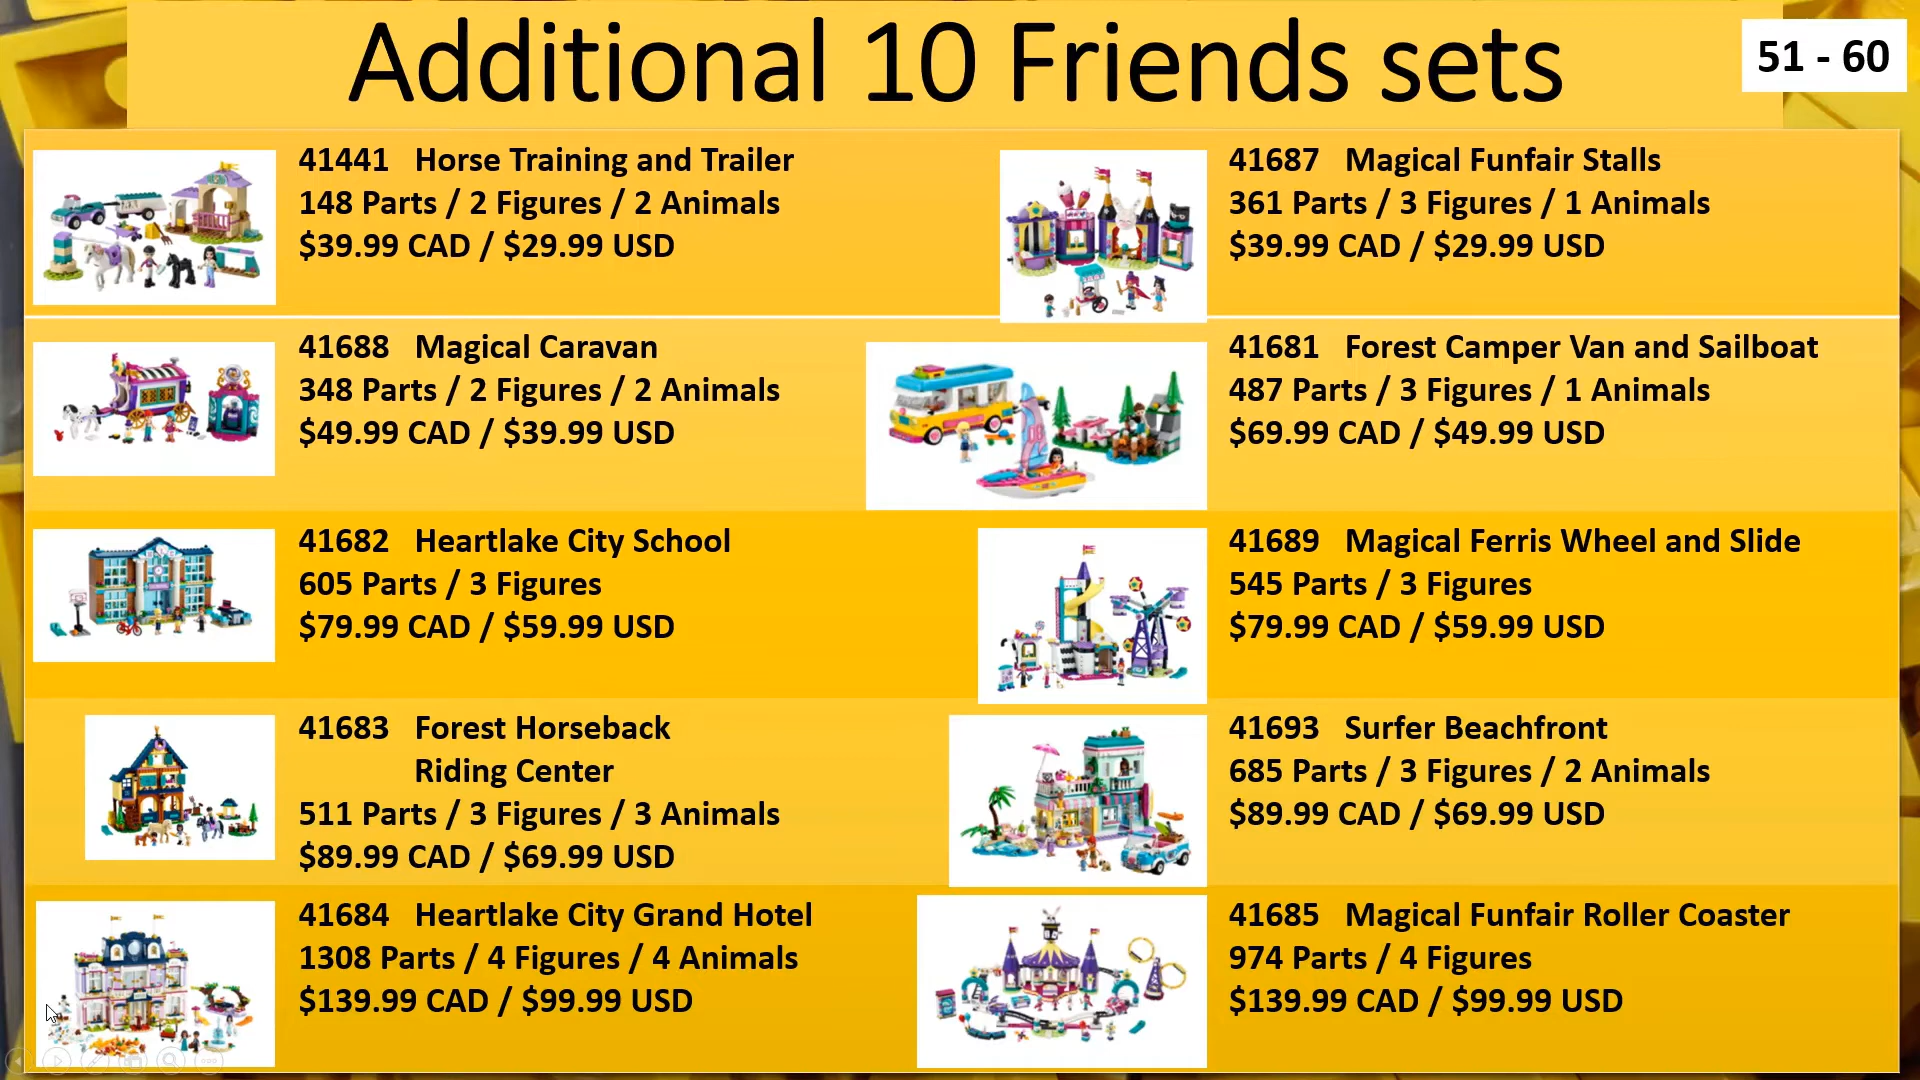 Additional 10 Friends sets
51 - 60
41441 Horse Training and Trailer
148 Parts / 2 Figures / 2 Animals
$39.99 CAD / $29.99 USD
41687 Magical Funfair Stalls
361 Parts / 3 Figures / 1 Animals
$39.99 CAD / $29.99 USD
41688 Magical Caravan
348 Parts / 2 Figures / 2 Animals
$49.99 CAD / $39.99 USD
41681 Forest Camper Van and Sailboat
487 Parts / 3 Figures / 1 Animals
$69.99 CAD / $49.99 USD
41682 Heartlake City School
605 Parts / 3 Figures
$79.99 CAD / $59.99 USD
41689 Magical Ferris Wheel and Slide
545 Parts / 3 Figures
$79.99 CAD / $59.99 USD
41683 Forest Horseback
Riding Center
511 Parts / 3 Figures / 3 Animals
$89.99 CAD / $69.99 USD
41693 Surfer Beachfront
685 Parts / 3 Figures / 2 Animals
$89.99 CAD / $69.99 USD
41684 Heartlake City Grand Hotel
1308 Parts / 4 Figures / 4 Animals
$139.99 CAD / $99.99 USD
41685 Magical Funfair Roller Coaster
974 Parts / 4 Figures
$139.99 CAD / $99.99 USD